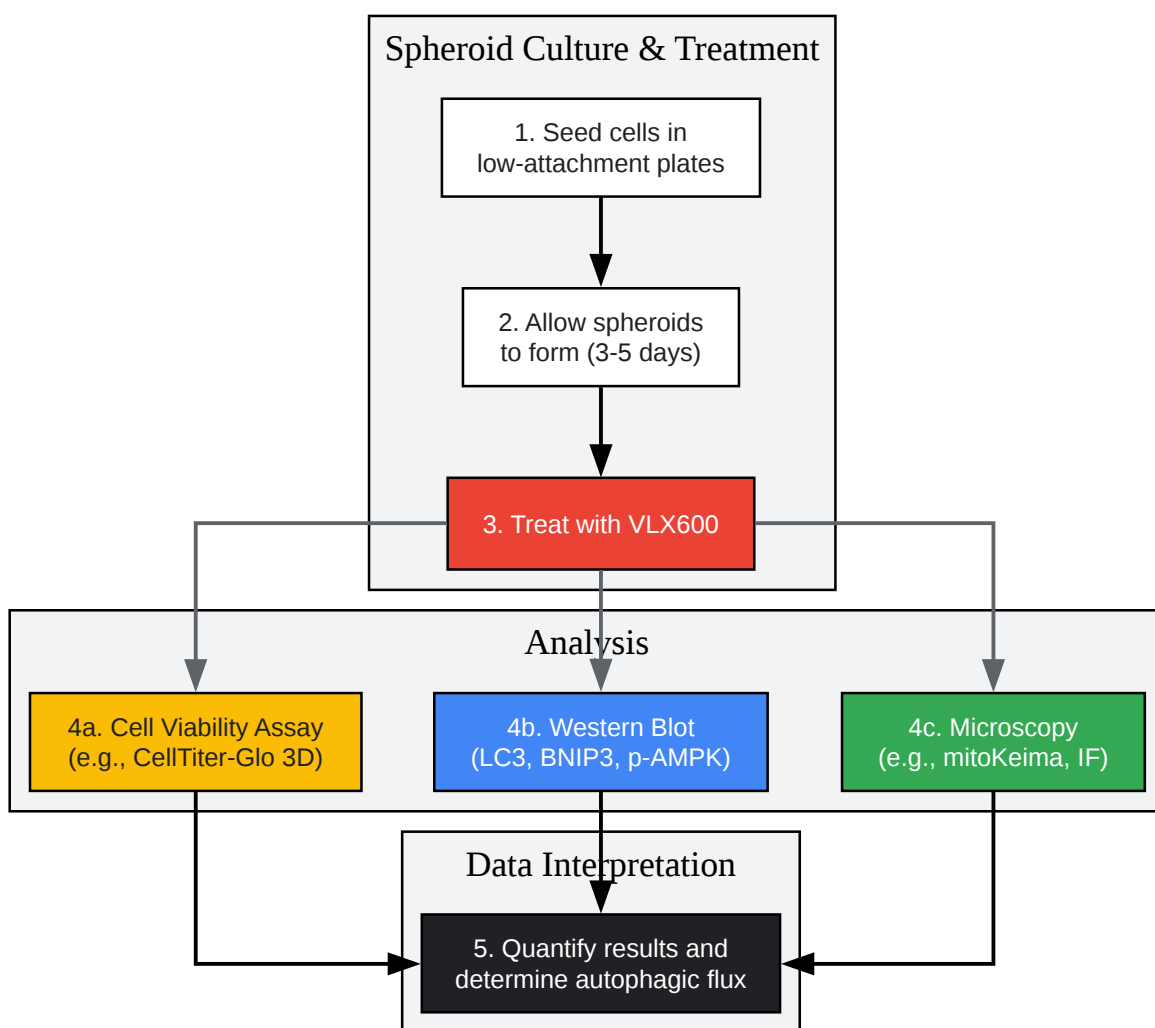 Spheroid Culture & Treatment
1. Seed cells in
low-attachment plates
2. Allow spheroids
to form (3-5 days)
3. Treat with VLX600
Analysis
4a. Cell Viability Assay
(e.g., CellTiter-Glo 3D)
4b. Western Blot
(LC3, BNIP3, p-AMPK)
4c. Microscopy
(e.g., mitoKeima, IF)
Data Interpretation
5. Quantify results and
determine autophagic flux